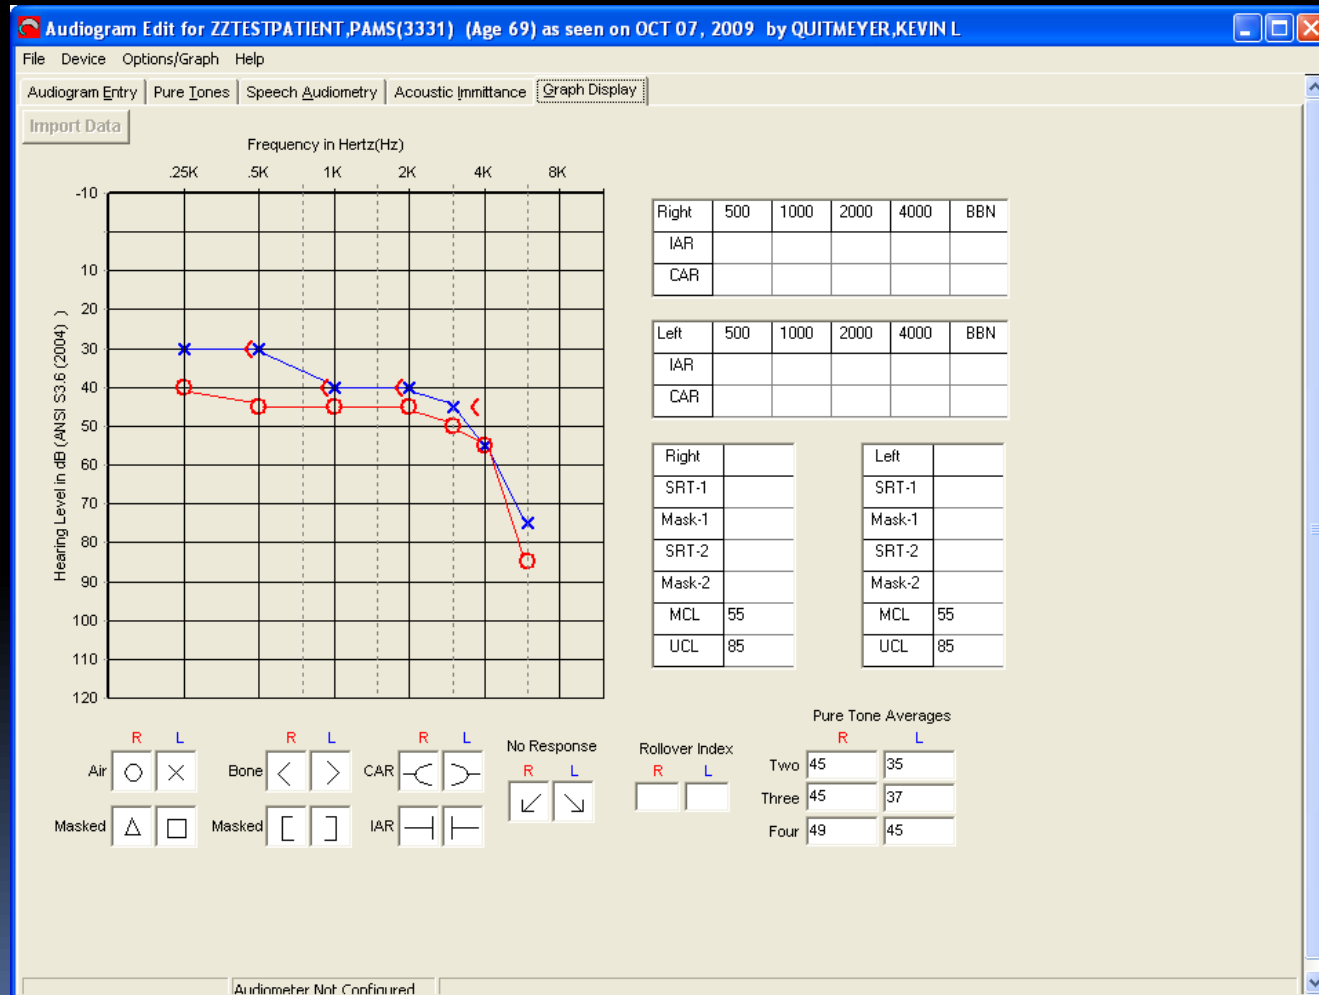 Audiogram Edit for ZZTESTPATIENT,PAMS(3331) (Age 69) as seen on OCT 07, 2009 by QUITMEYER,KEVIN L
File Device Options/Graph Help
Audiogram Entry Pure Tones Speech Audiometry Acoustic Immittance Graph Display
Import Data
Frequency in Hertz(Hz)
.25K .5K 1K 2K 4K 8K
Hearing Level in dB (ANSI S3.6 (2004) )
-10
10
20
30
40
50
60
70
80
90
100
110
120
Right 500 1000 2000 4000 BBN
IAR
CAR
Left 500 1000 2000 4000 BBN
IAR
CAR
Right
SRT-1
Mask-1
SRT-2
Mask-2
MCL 55
UCL 85
Left
SRT-1
Mask-1
SRT-2
Mask-2
MCL 55
UCL 85
R L
Air
Masked
R L
Bone
Masked
R L
CAR
IAR
No Response
R L
Rollover Index
R L
Pure Tone Averages
R L
Two 45 35
Three 45 37
Four 49 45
Audiometer Not Configured